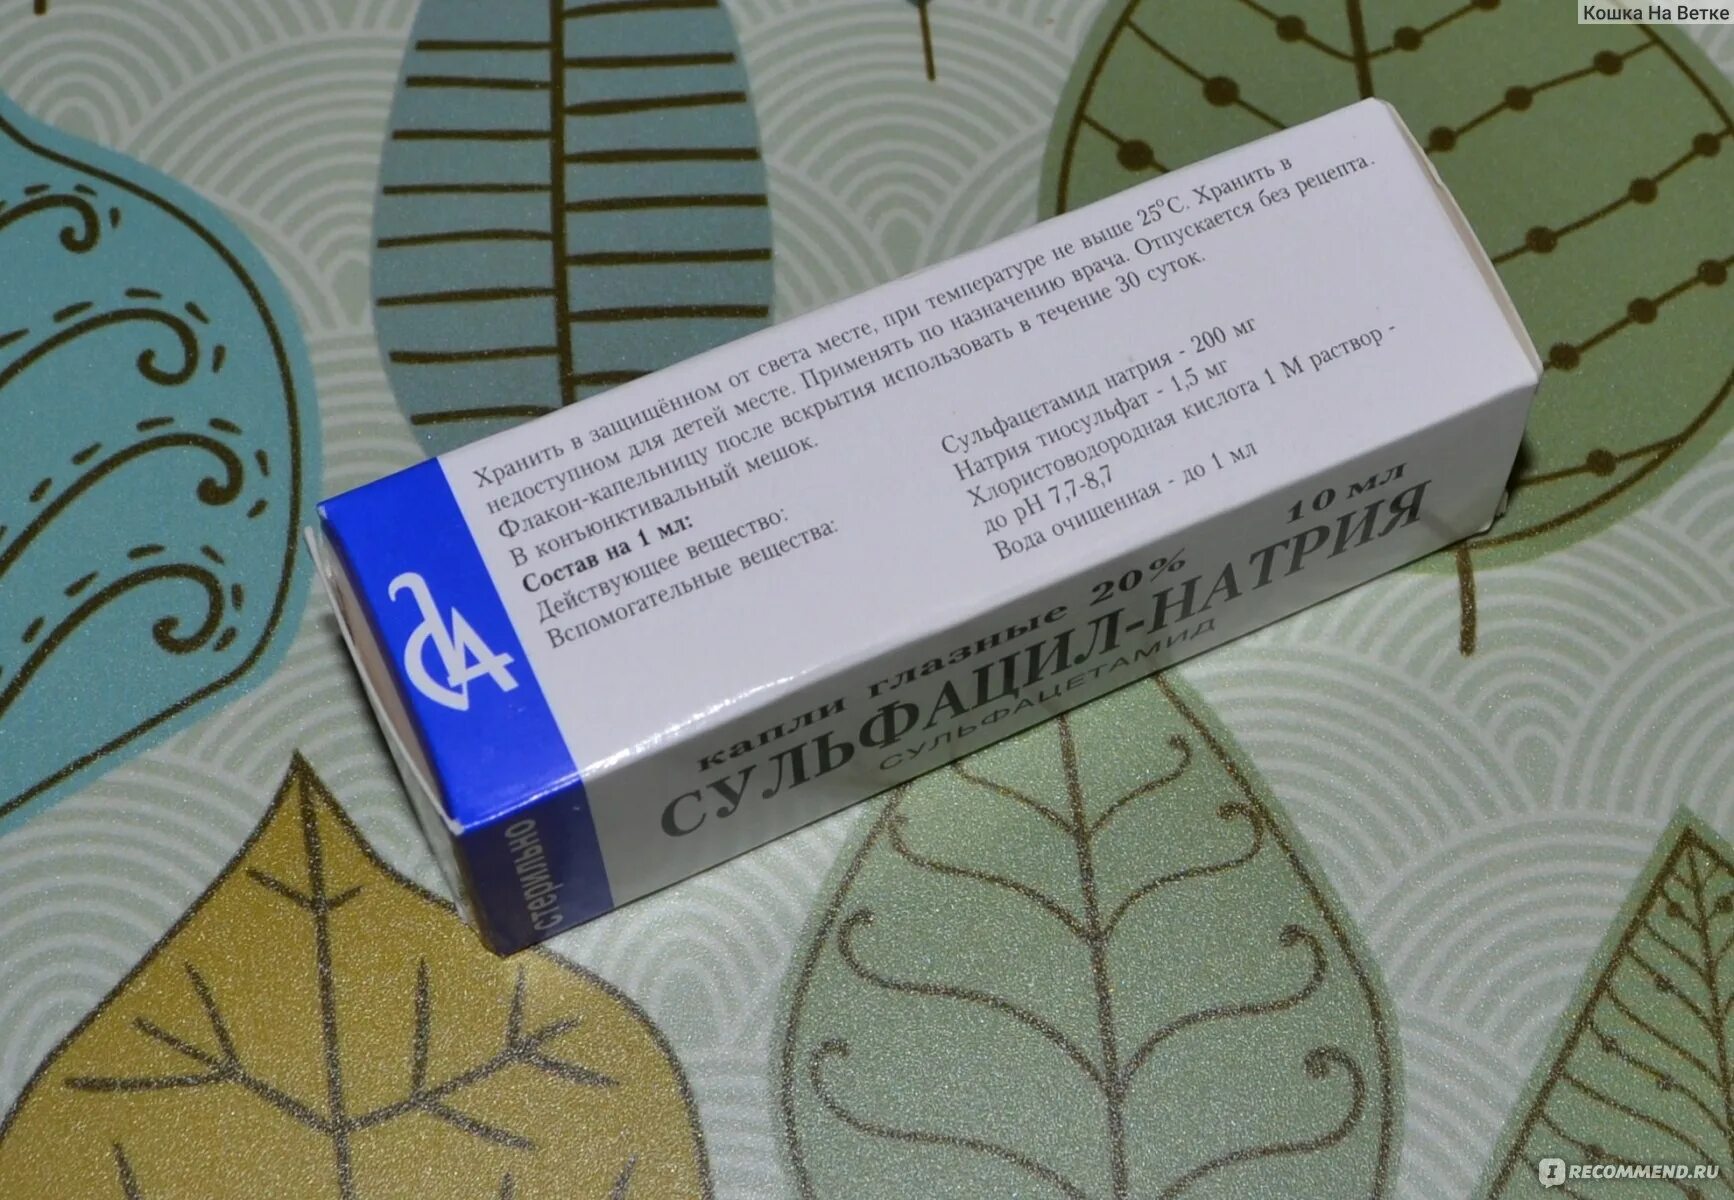 Кошка На Ветке
Хранить в защищённом от света месте, при температуре не выше 25°С. Хранить в
недоступном для детей месте. Применять по назначению врача. Отпускается без рецепта.
Флакон-капельницу после вскрытия использовать в течение 30 суток.
В конъюнктивальный мешок.
Состав на 1 мл:
Действующее вещество: Сульфацетамид натрия - 200 мг
Вспомогательные вещества: Натрия тиосульфат - 1,5 мг
Хлористоводородная кислота 1 М раствор -
до рН 7,7-8,7
Вода очищенная - до 1 мл
капли глазные 20% 10 мл
СУЛЬФАЦИЛ-НАТРИЯ
СУЛЬФАЦЕТАМИД
стерильно
RECOMMEND.RU